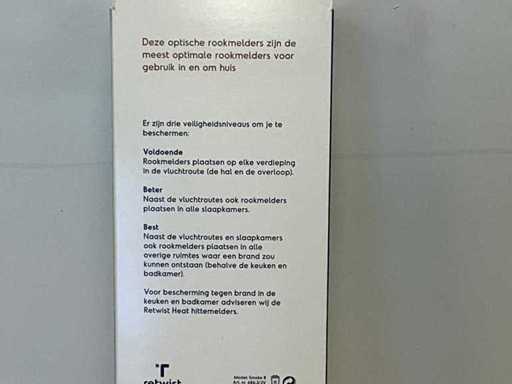 Deze optische rookmelders zijn de
meest optimale rookmelders voor
gebruik in en om huis
Er zijn drie veiligheidsniveaus om je te
beschermen:
Voldoende
Rookmelders plaatsen op elke verdieping
in de vluchtroute (de hal en de overloop).
Beter
Naast de vluchtroutes ook rookmelders
plaatsen in alle slaapkamers.
Best
Naast de vluchtroutes en slaapkamers
ook rookmelders plaatsen in alle
overige ruimtes waar een brand zou
kunnen ontstaan (behalve de keuken en
badkamer).
Voor bescherming tegen brand in de
keuken en badkamer adviseren wij de
Retwist Heat hittemelders.
retwist
Model: Smoke